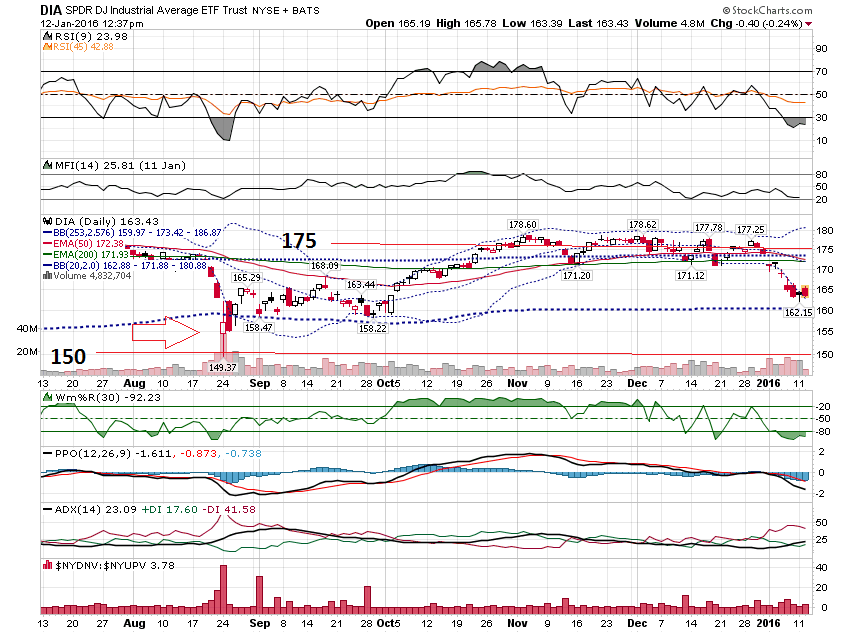 DIA SPDR DJ Industrial Average ETF Trust NYSE + BATS © StockCharts.com
12-Jan-2016 12:37pm Open 165.19 High 165.78 Low 163.39 Last 163.43 Volume 4.8M Chg -0.40 (-0.24%)
RSI(9) 23.98
RSI(45) 42.88
90
70
50
30
10
MFI(14) 25.81 (11 Jan)
80
50
20
DIA (Daily) 163.43
BB(253,2.576) 159.97 - 173.42 - 186.87
EMA(50) 172.38
EMA(200) 171.93
BB(20,2.0) 162.88 - 171.88 - 180.88
Volume 4,832,704
175
178.60
178.62
177.78
177.25
165.29
168.09
163.44
171.20
171.12
158.47
158.22
162.15
149.37
150
180
175
170
165
160
155
150
40M
20M
13 20 27 Aug 10 17 24 Sep 8 14 21 28 Oct 5 12 19 26 Nov 9 16 23 Dec 7 14 21 28 2016 11
Wm%R(30) -92.23
-20
-50
-80
PPO(12,26,9) -1.611, -0.873, -0.738
2
0
-2
ADX(14) 23.09 +DI 17.60 -DI 41.58
50
25
$NYDNV:$NYUPV 3.78
40
20
0
13 20 27 Aug 10 17 24 Sep 8 14 21 28 Oct 5 12 19 26 Nov 9 16 23 Dec 7 14 21 28 2016 11